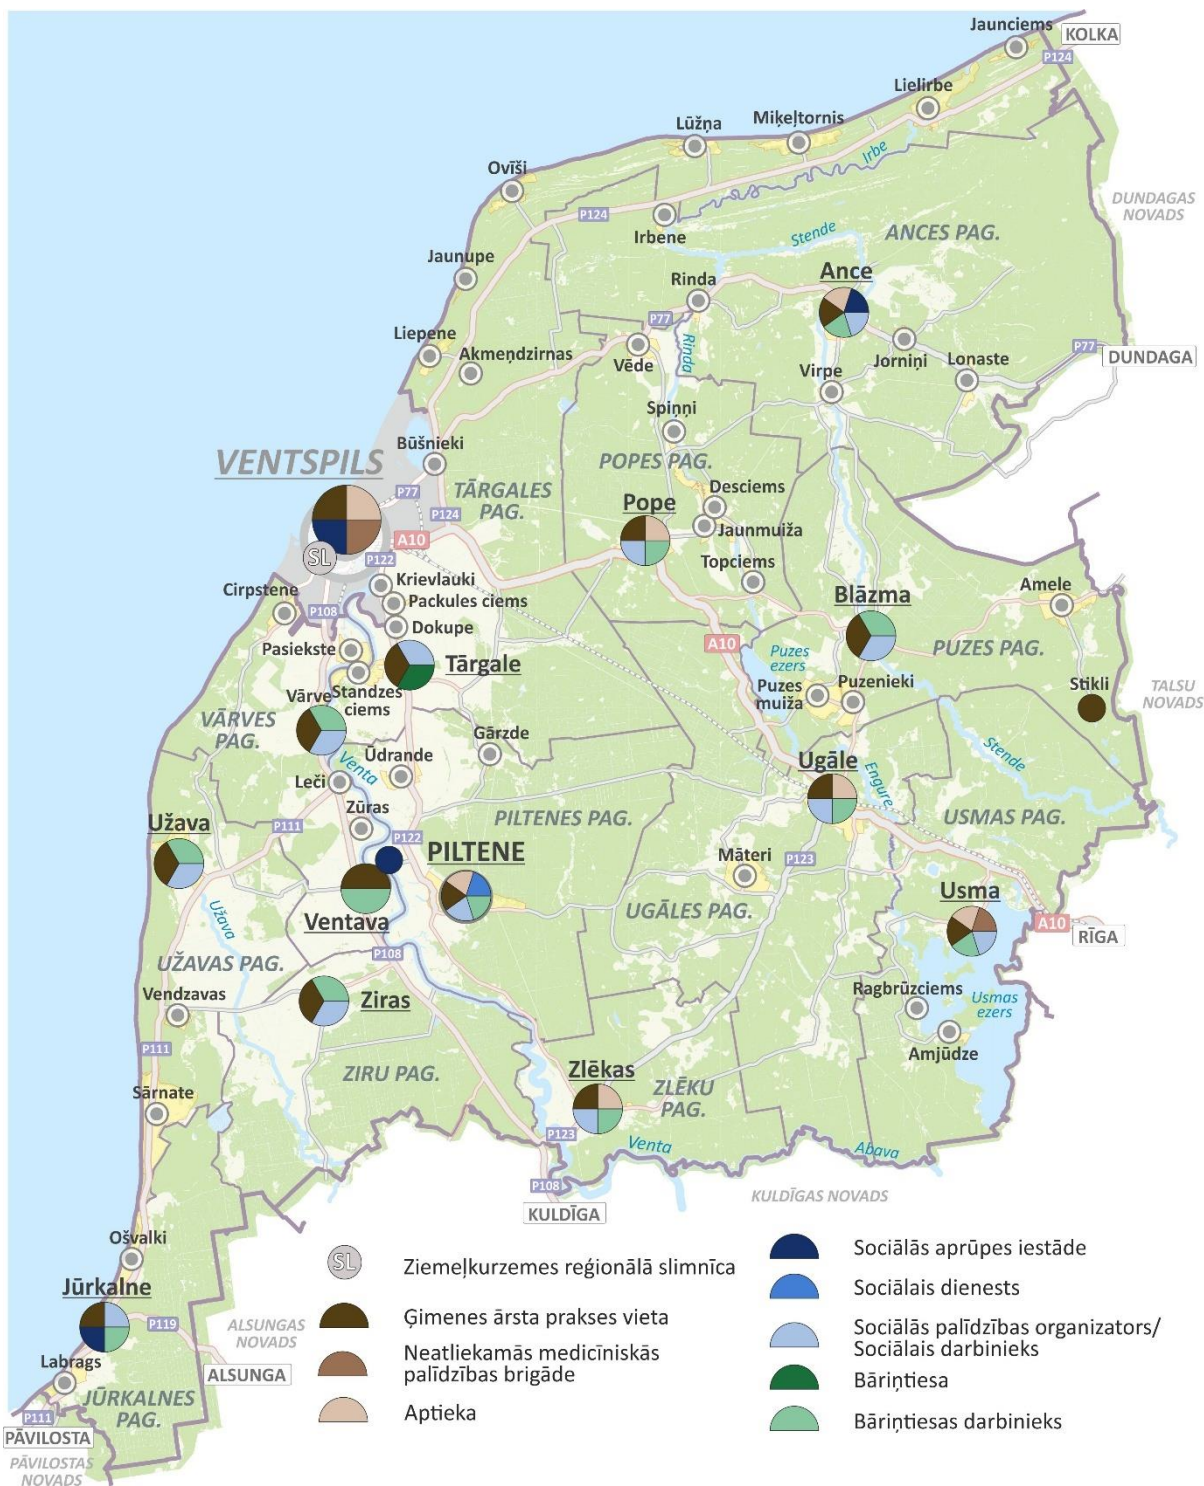 Jaunciems
KOLKA
P124
Lielirbe
Miķeļtornis
Lūžņa
Irbe
Ovīši
DUNDAGAS
NOVADS
P124
Irbene
Stende
ANCES PAG.
Jaunupe
Rinda
Ance
P77
Liepene
Akmeņdzirnas
Vēde
Rinda
Jorniņi
Lonaste
P77
DUNDAGA
Virpe
Spiņņi
Būšnieki
VENTSPILS
P77
TĀRGALES
PAG.
POPES PAG.
Desciems
P124
Pope
Jaunmuiža
A10
SL
P122
Topciems
Krievlauki
Cirpstene
Packules ciems
Blāzma
Amele
P108
Dokupe
Pasiekste
A10
PUZES PAG.
Tārgale
Puzes
ezers
Standzes
ciems
Puzes
muiža
Puzenieki
Stikli
TALSU
NOVADS
Vārve
VĀRVES
PAG.
Gārzde
Stende
Venta
Ūdrande
Ugāle
Engure
Leči
Zūras
PILTENES PAG.
USMAS PAG.
Užava
P111
P122
PILTENE
Māteri
P123
Usma
Užava
Ventava
UGĀLES PAG.
A10
RĪGA
P108
UŽAVAS PAG.
Vendzavas
Ziras
Ragbrūzciems
Usmas
ezers
Amjūdze
P111
ZIRU PAG.
Zlēkas
ZLĒKU
PAG.
Sārnate
P123
Venta
Abava
P108
KULDĪGAS NOVADS
KULDĪGA
Ošvalki
Jūrkalne
P119
ALSUNGAS
NOVADS
ALSUNGA
Labrags
JŪRKALNES
PAG.
P111
PĀVILOSTA
PĀVILOSTAS
NOVADS
SL
Ziemeļkurzemes reģionālā slimnīca
Ģimenes ārsta prakses vieta
Neatliekamās medicīniskās
palīdzības brigāde
Aptieka
Sociālās aprūpes iestāde
Sociālais dienests
Sociālās palīdzības organizators/
Sociālais darbinieks
Bāriņtiesa
Bāriņtiesas darbinieks